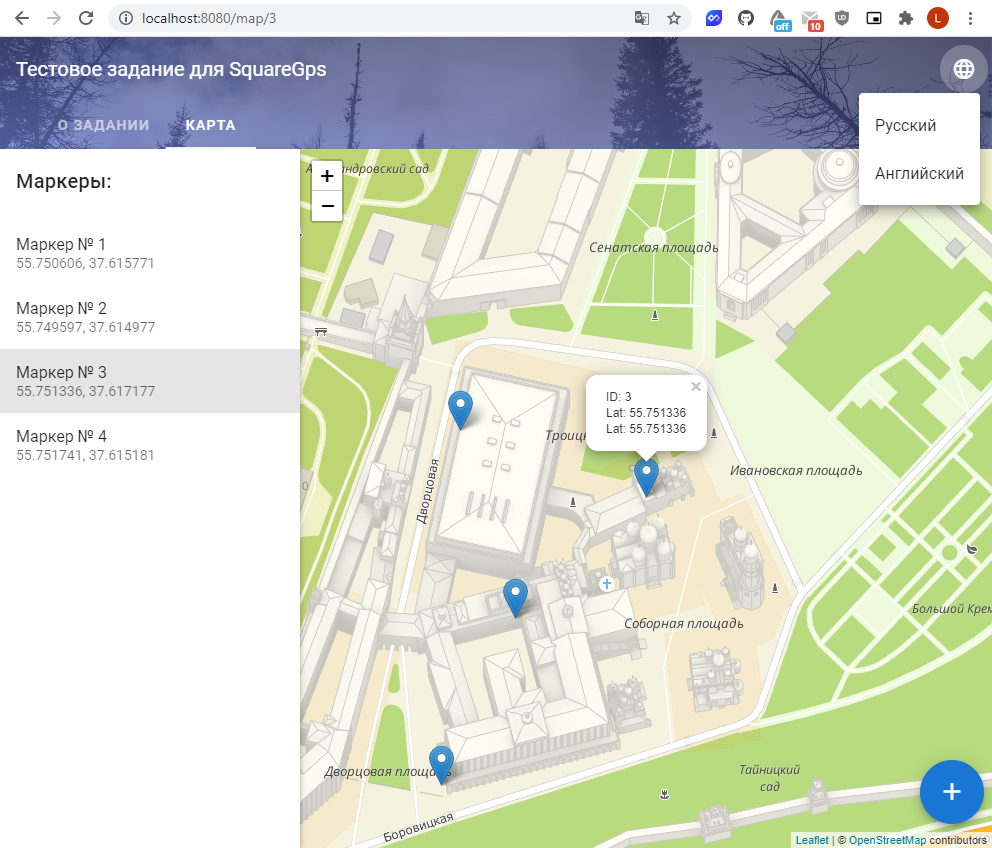 localhost:8080/map/3
off
10
L
Тестовое задание для SquareGps
О ЗАДАНИИ
КАРТА
Русский
Английский
Маркеры:
Маркер № 1
55.750606, 37.615771
Маркер № 2
55.749597, 37.614977
Маркер № 3
55.751336, 37.617177
Маркер № 4
55.751741, 37.615181
+
−
сад
Сенатская площадь
ID: 3
Lat: 55.751336
Lat: 55.751336
Ивановская площадь
Дворцовая
Соборная площадь
Большой
Дворцовая площадь
Тайницкий
сад
Боровицкая
+
Leaflet | © OpenStreetMap contributors